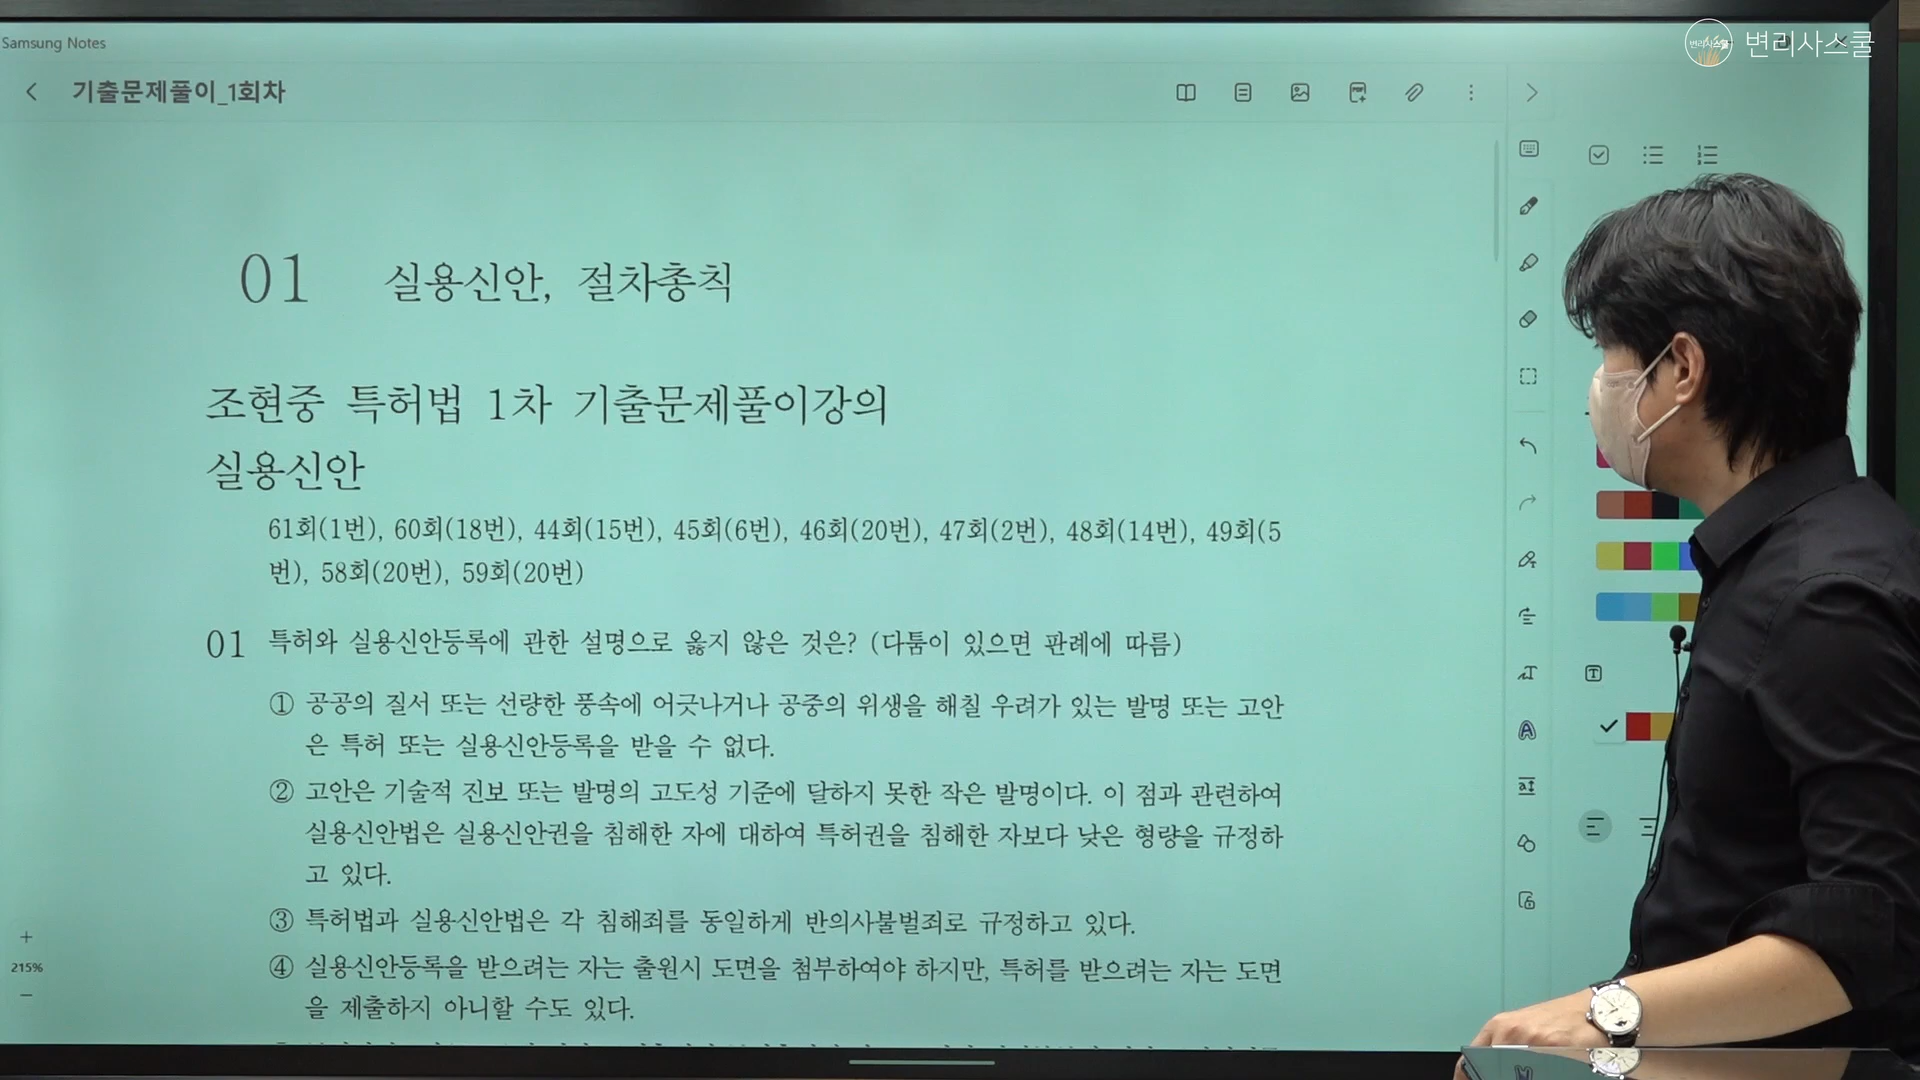 Samsung Notes
변리사스쿨
변리사스쿨
기출문제풀이_1회차
01 실용신안, 절차총칙
조현중 특허법 1차 기출문제풀이강의
실용신안
61회(1번), 60회(18번), 44회(15번), 45회(6번), 46회(20번), 47회(2번), 48회(14번), 49회(5
번), 58회(20번), 59회(20번)
01 특허와 실용신안등록에 관한 설명으로 옳지 않은 것은? (다툼이 있으면 판례에 따름)
① 공공의 질서 또는 선량한 풍속에 어긋나거나 공중의 위생을 해칠 우려가 있는 발명 또는 고안
은 특허 또는 실용신안등록을 받을 수 없다.
② 고안은 기술적 진보 또는 발명의 고도성 기준에 달하지 못한 작은 발명이다. 이 점과 관련하여
실용신안법은 실용신안권을 침해한 자에 대하여 특허권을 침해한 자보다 낮은 형량을 규정하
고 있다.
③ 특허법과 실용신안법은 각 침해죄를 동일하게 반의사불벌죄로 규정하고 있다.
④ 실용신안등록을 받으려는 자는 출원시 도면을 첨부하여야 하지만, 특허를 받으려는 자는 도면
을 제출하지 아니할 수도 있다.
215%